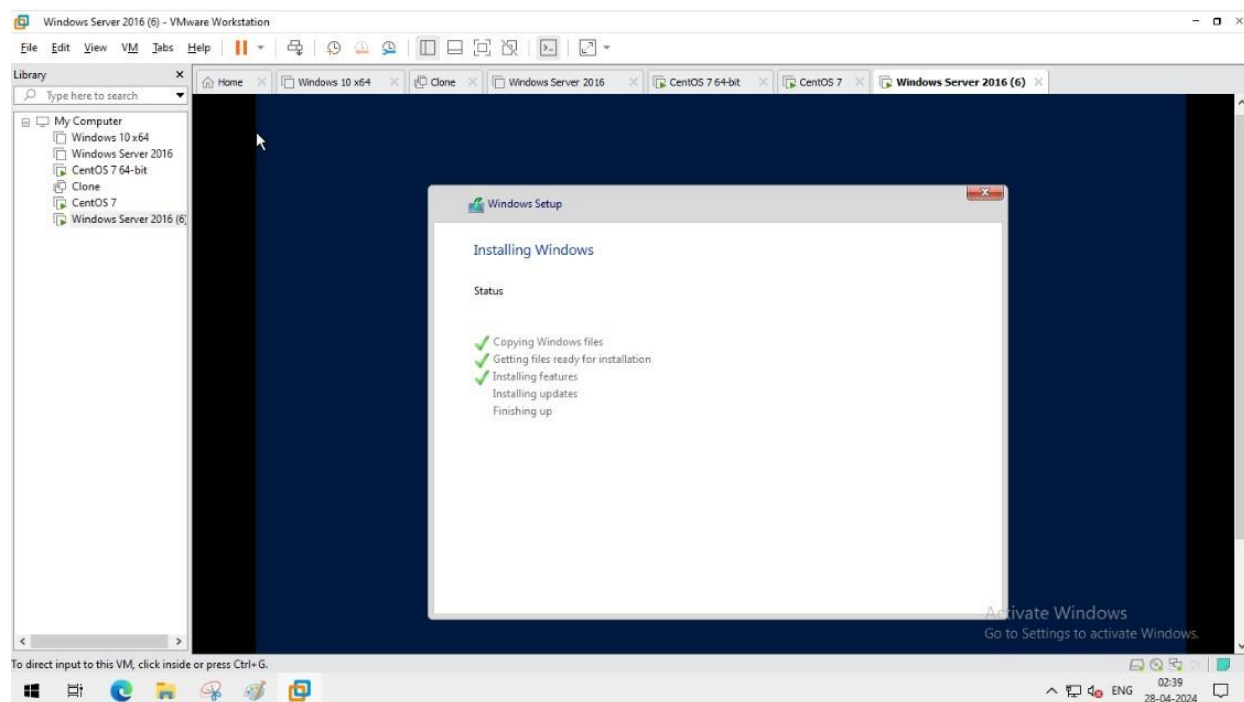 Windows Server 2016 (6) - VMware Workstation
File Edit View VM Tabs Help
Library
Type here to search
Home
Windows 10 x64
Clone
Windows Server 2016
CentOS 7 64-bit
CentOS 7
Windows Server 2016 (6)
My Computer
Windows 10 x64
Windows Server 2016
CentOS 7 64-bit
Clone
CentOS 7
Windows Server 2016 (6)
Windows Setup
Installing Windows
Status
Copying Windows files
Getting files ready for installation
Installing features
Installing updates
Finishing up
Activate Windows
Go to Settings to activate Windows.
To direct input to this VM, click inside or press Ctrl+G.
ENG
02:39
28-04-2024